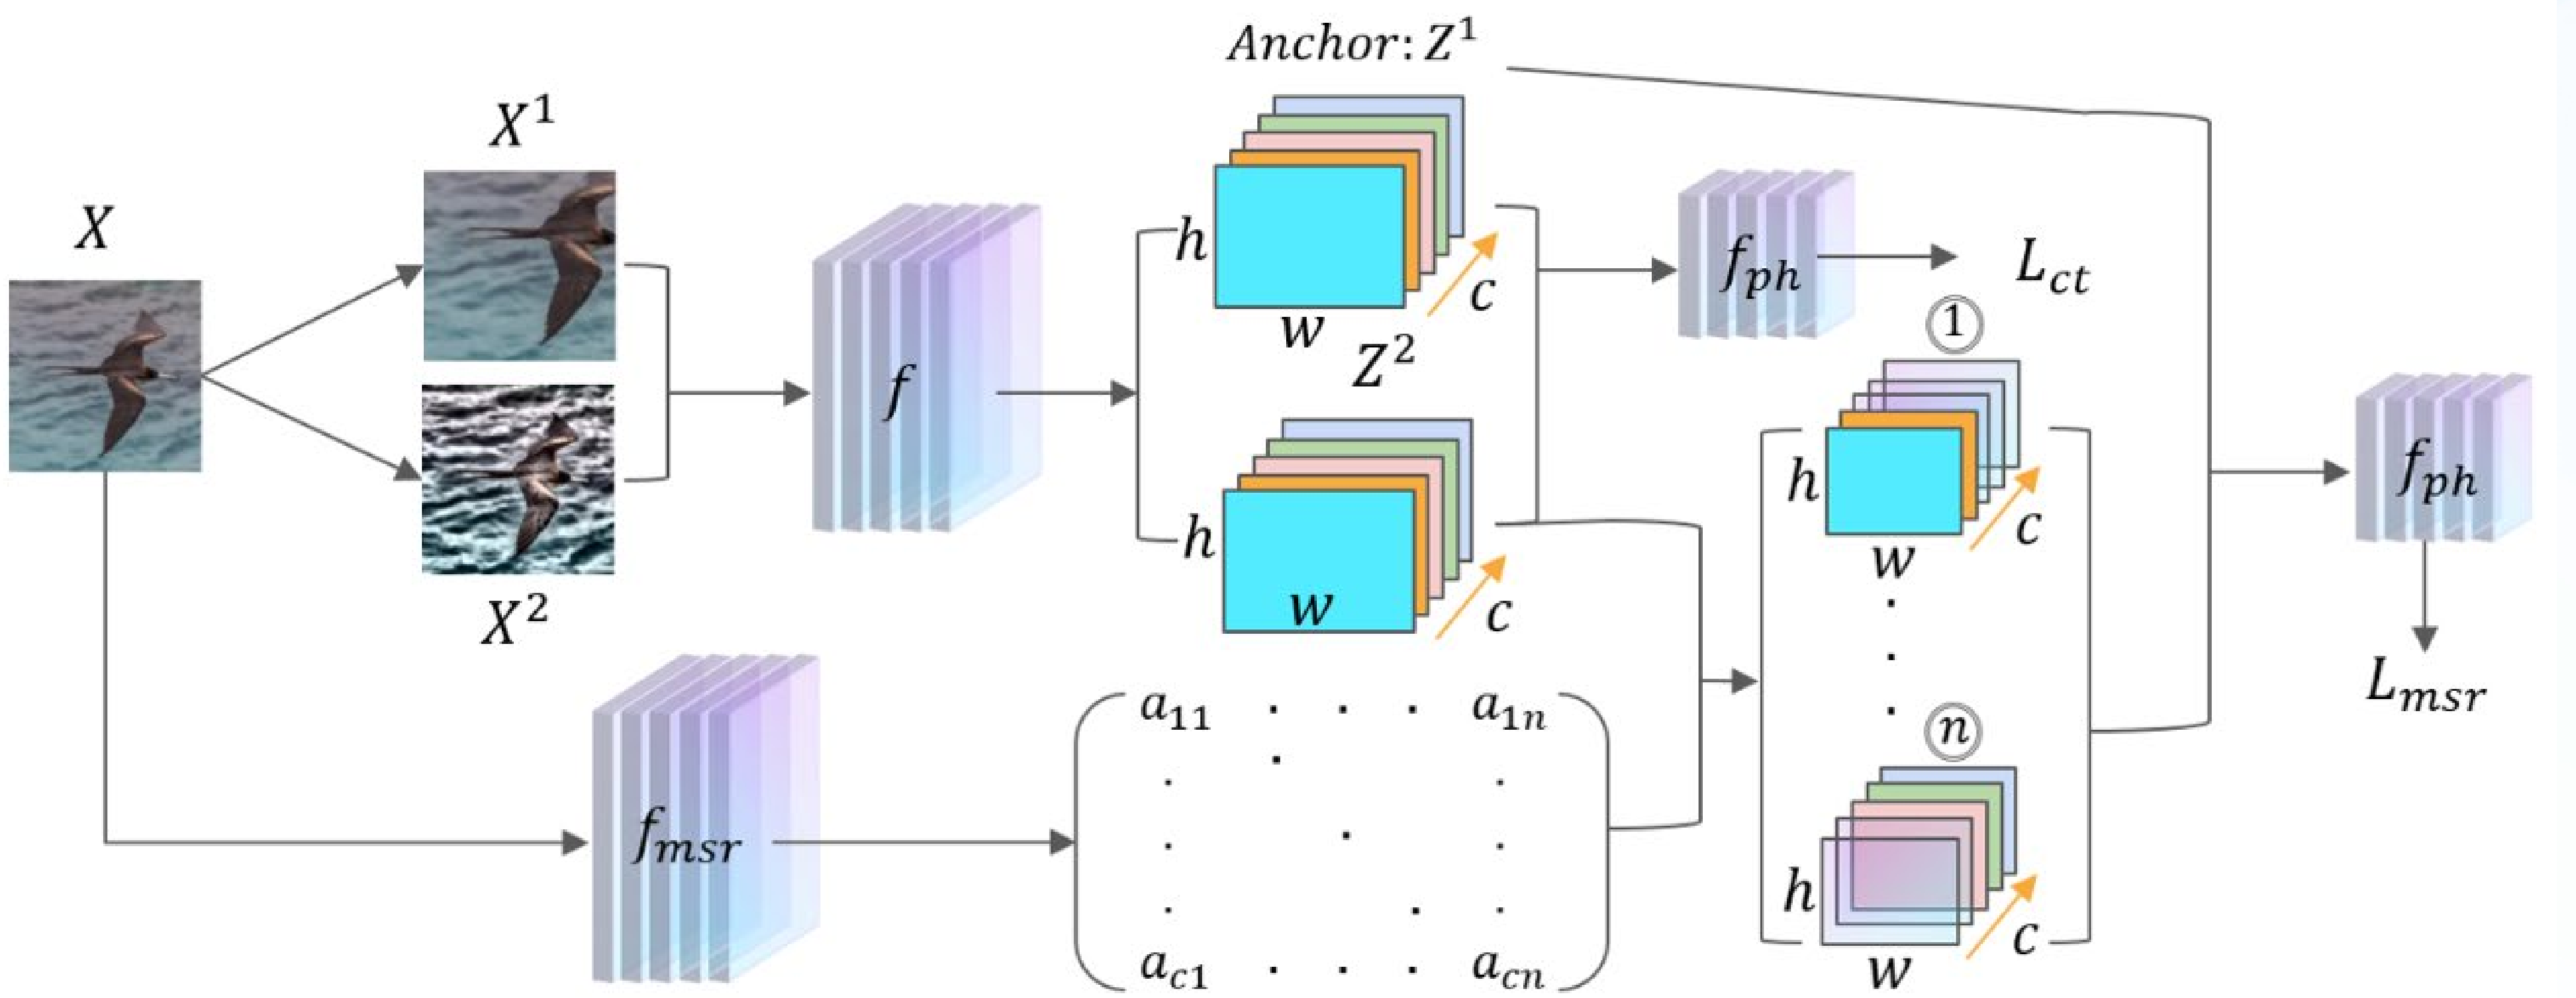 X
X¹
X²
f
Anchor: Z¹
h
w
c
Z²
h
w
c
f_ph
L_ct
f_msr
a₁₁ · · · a₁ₙ
·
· ·
· · ·
· · ·
a_c1 · · · a_cn
①
h
w
c
·
·
·
ⓝ
h
w
c
f_ph
L_msr